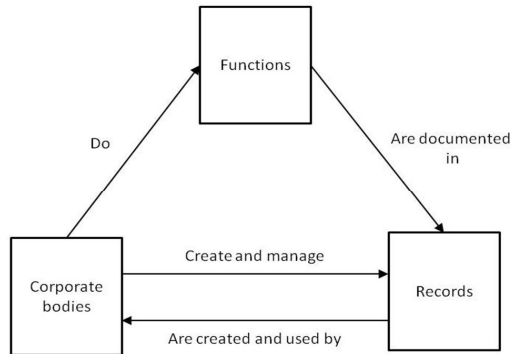 Functions
Do
Are documented
in
Create and manage
Corporate
bodies
Records
Are created and used by